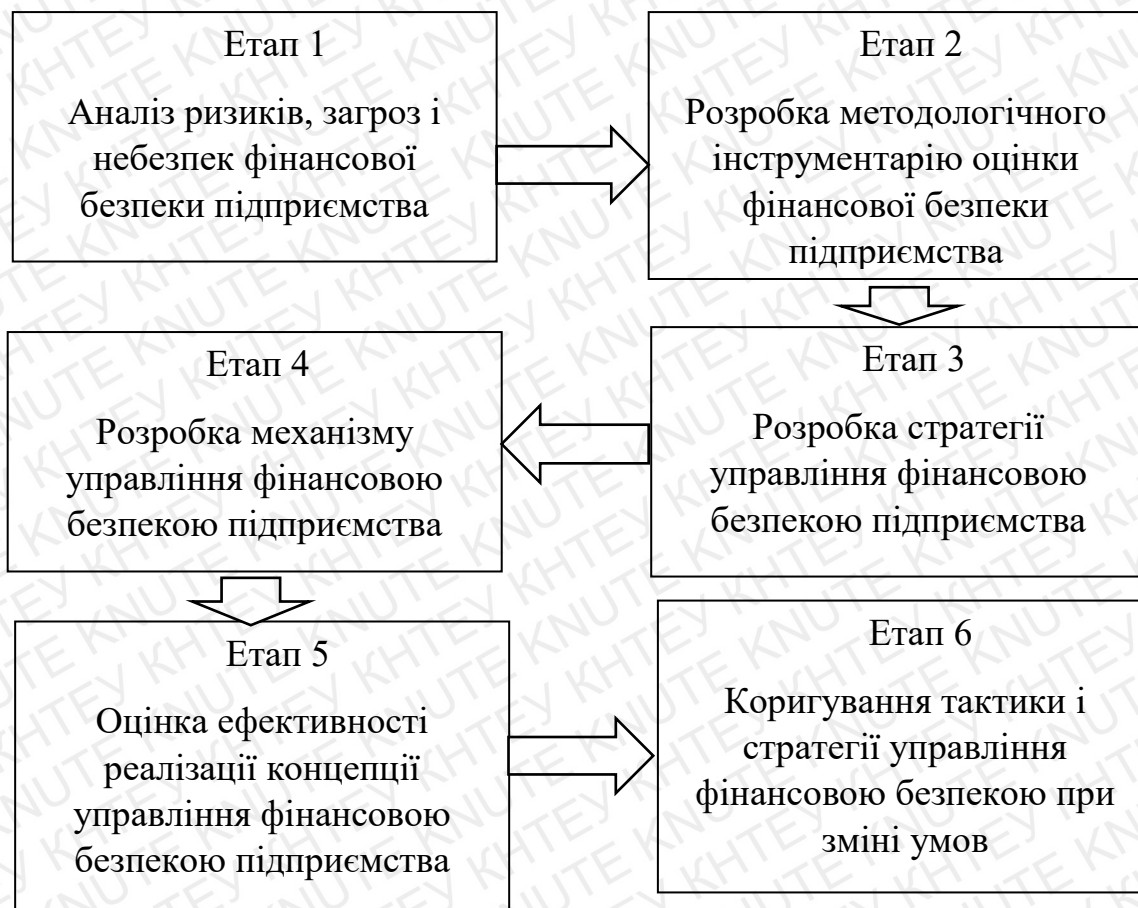 Етап 1
Аналіз ризиків, загроз і
небезпек фінансової
безпеки підприємства
Етап 2
Розробка методологічного
інструментарію оцінки
фінансової безпеки
підприємства
Етап 3
Розробка стратегії
управління фінансовою
безпекою підприємства
Етап 4
Розробка механізму
управління фінансовою
безпекою підприємства
Етап 5
Оцінка ефективності
реалізації концепції
управління фінансовою
безпекою підприємства
Етап 6
Коригування тактики і
стратегії управління
фінансовою безпекою при
зміні умов
KNUTE КНТЕУ